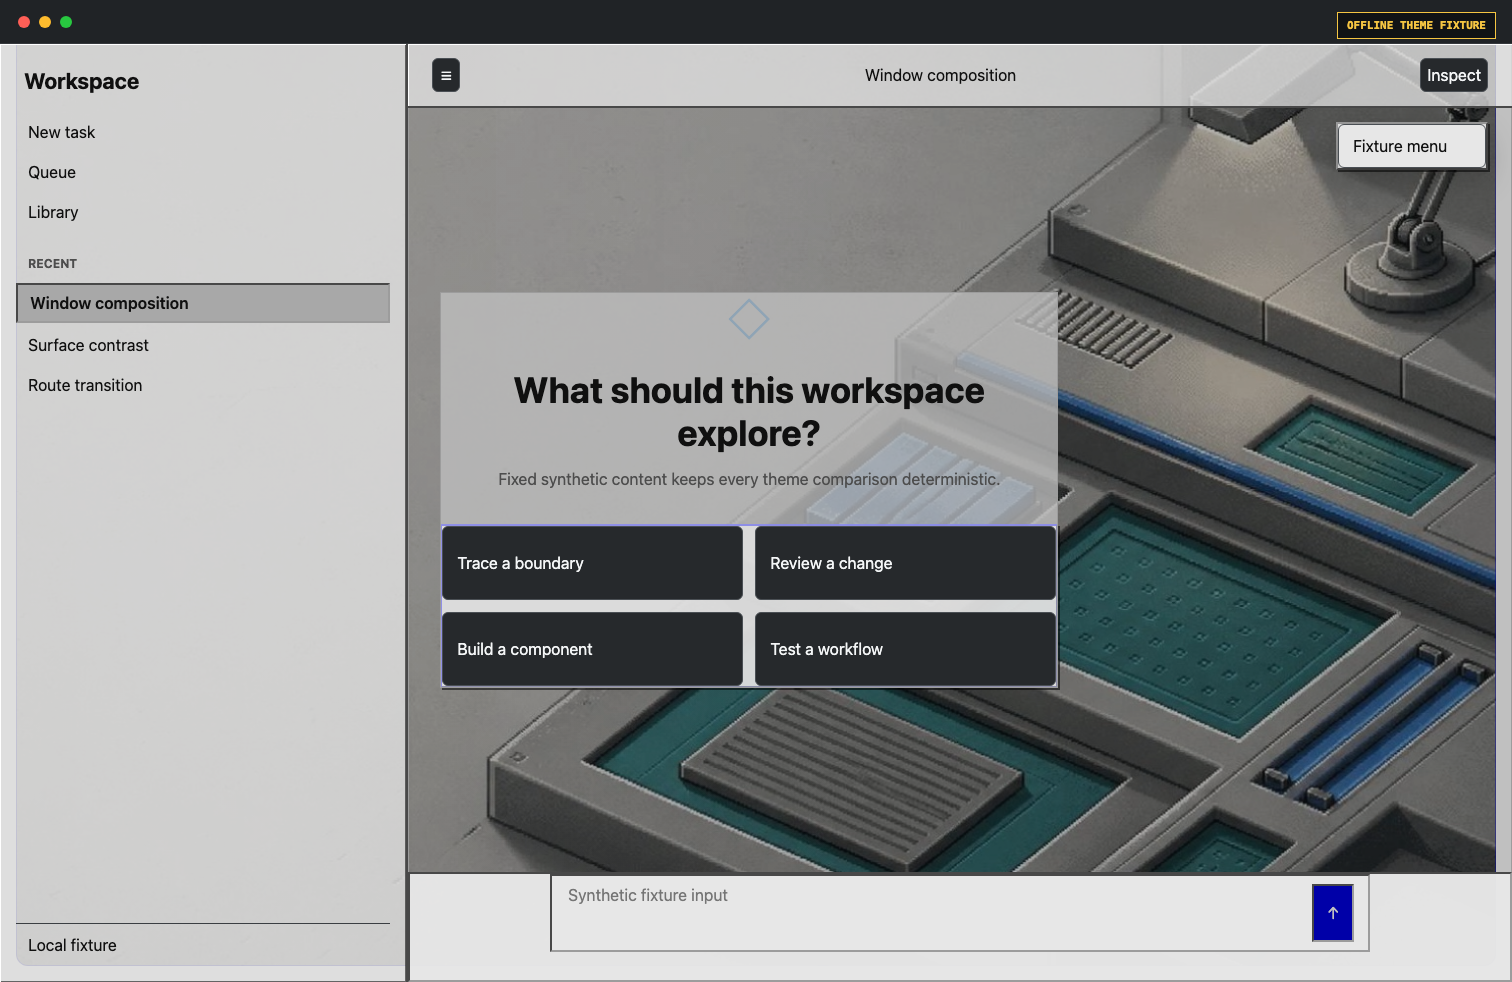 OFFLINE THEME FIXTURE
Workspace
New task
Queue
Library
RECENT
Window composition
Surface contrast
Route transition
Local fixture
Window composition
Inspect
Fixture menu
What should this workspace
explore?
Fixed synthetic content keeps every theme comparison deterministic.
Trace a boundary
Review a change
Build a component
Test a workflow
Synthetic fixture input